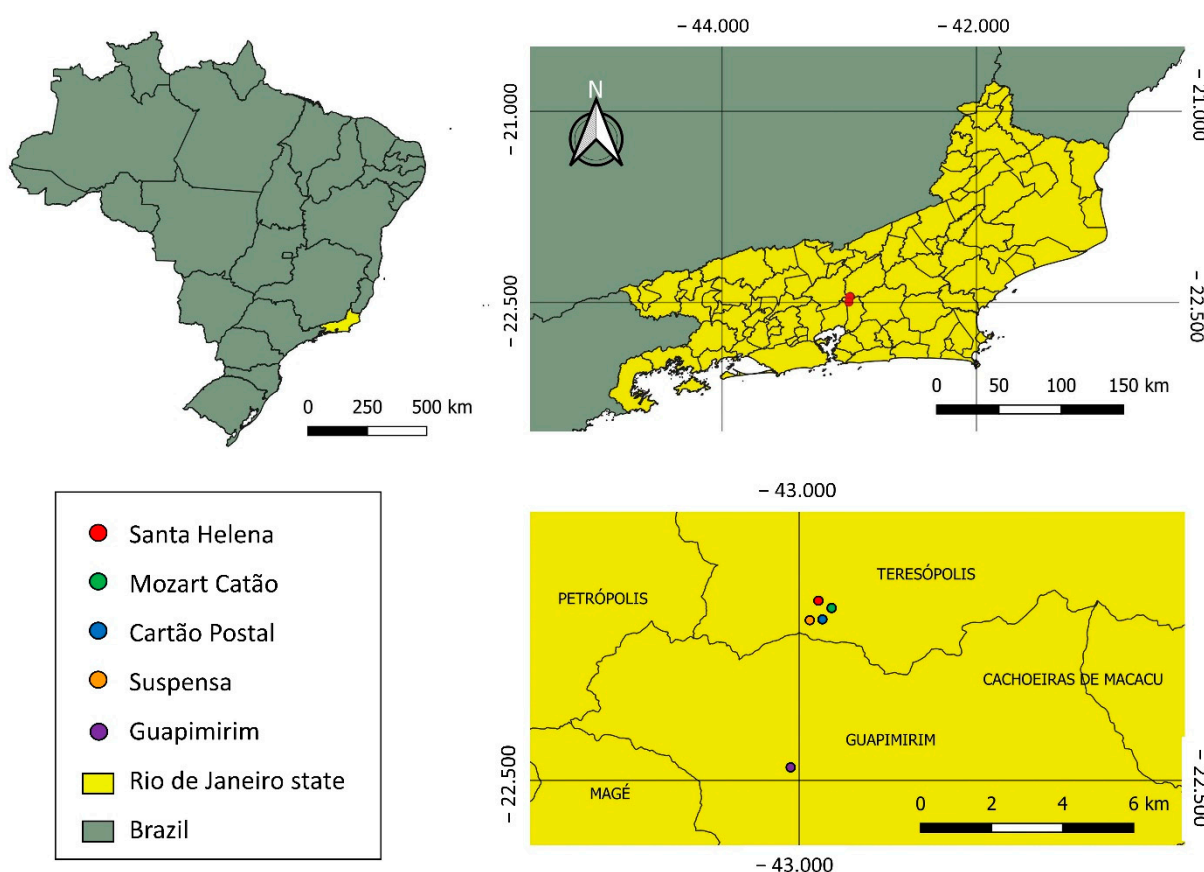 − 44.000
− 42.000
N
− 21.000
− 21.000
− 22.500
− 22.500
0 250 500 km
0 50 100 150 km
Santa Helena
Mozart Catão
Cartão Postal
Suspensa
Guapimirim
Rio de Janeiro state
Brazil
− 43.000
TERESÓPOLIS
PETRÓPOLIS
CACHOEIRAS DE MACACU
GUAPIMIRIM
MAGÉ
− 22.500
− 22.500
0 2 4 6 km
− 43.000